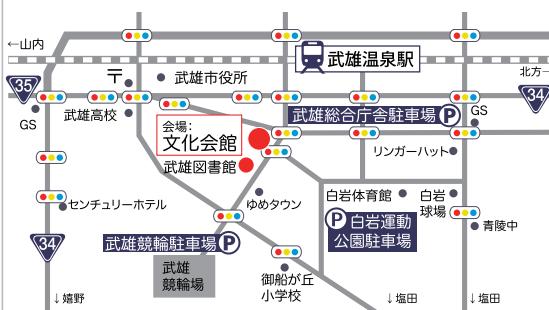 ←山内
武雄温泉駅
北方→
35
〒
武雄市役所
34
GS
武雄高校
会場：
文化会館
武雄総合庁舎駐車場 P
GS
武雄図書館
リンガーハット
センチュリーホテル
ゆめタウン
白岩体育館
白岩
球場
34
武雄競輪駐車場 P
P 白岩運動
公園駐車場
青陵中
武雄
競輪場
御船が丘
小学校
↓嬉野
↓塩田
↓塩田